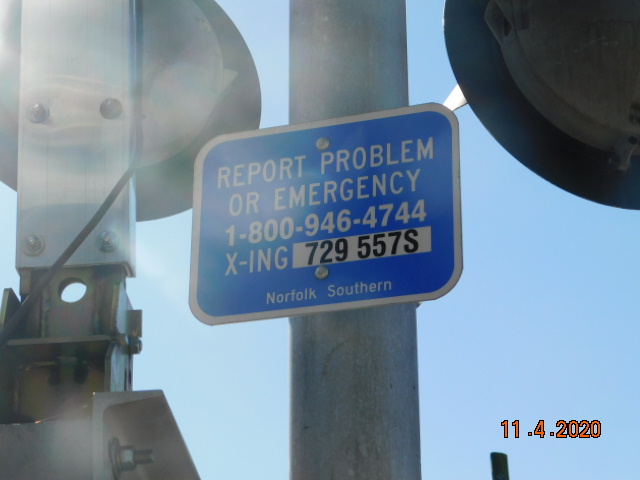 REPORT PROBLEM
OR EMERGENCY
1-800-946-4744
X-ING 729 557S
Norfolk Southern
11.4.2020